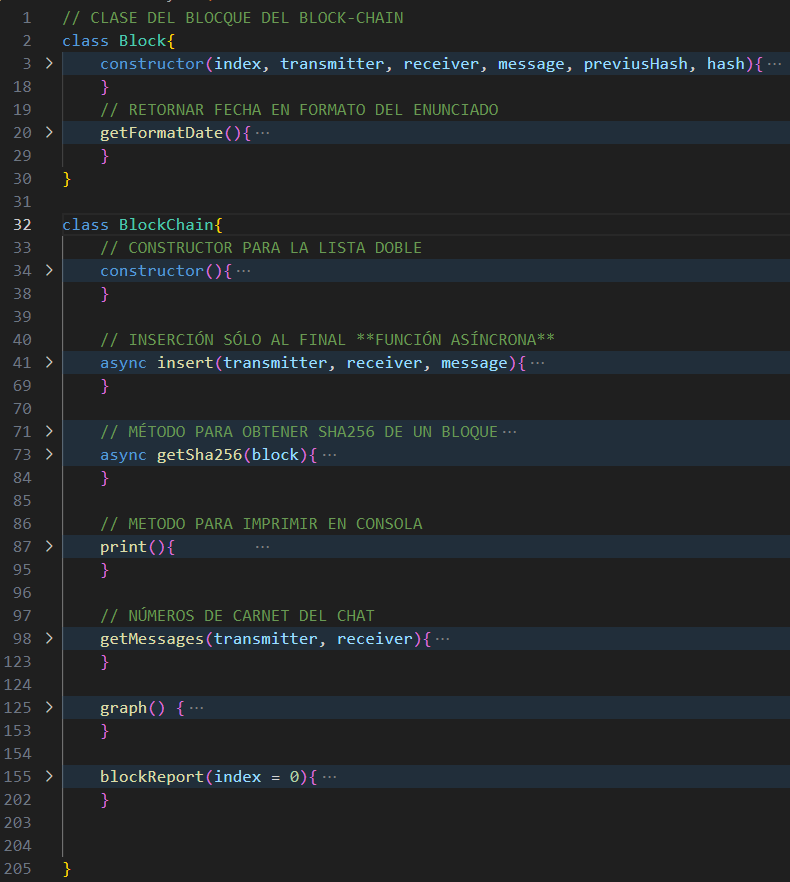 1 // CLASE DEL BLOCQUE DEL BLOCK-CHAIN
2 class Block{
3 constructor(index, transmitter, receiver, message, previusHash, hash){ ···
18 }
19 // RETORNAR FECHA EN FORMATO DEL ENUNCIADO
20 getFormatDate(){ ···
29 }
30 }
31
32 class BlockChain{
33 // CONSTRUCTOR PARA LA LISTA DOBLE
34 constructor(){ ···
38 }
39
40 // INSERCIÓN SÓLO AL FINAL **FUNCIÓN ASÍNCRONA**
41 async insert(transmitter, receiver, message){ ···
69 }
70
71 // MÉTODO PARA OBTENER SHA256 DE UN BLOQUE ···
73 async getSha256(block){ ···
84 }
85
86 // METODO PARA IMPRIMIR EN CONSOLA
87 print(){ ···
95 }
96
97 // NÚMEROS DE CARNET DEL CHAT
98 getMessages(transmitter, receiver){ ···
123 }
124
125 graph() { ···
153 }
154
155 blockReport(index = 0){ ···
202 }
203
204
205 }